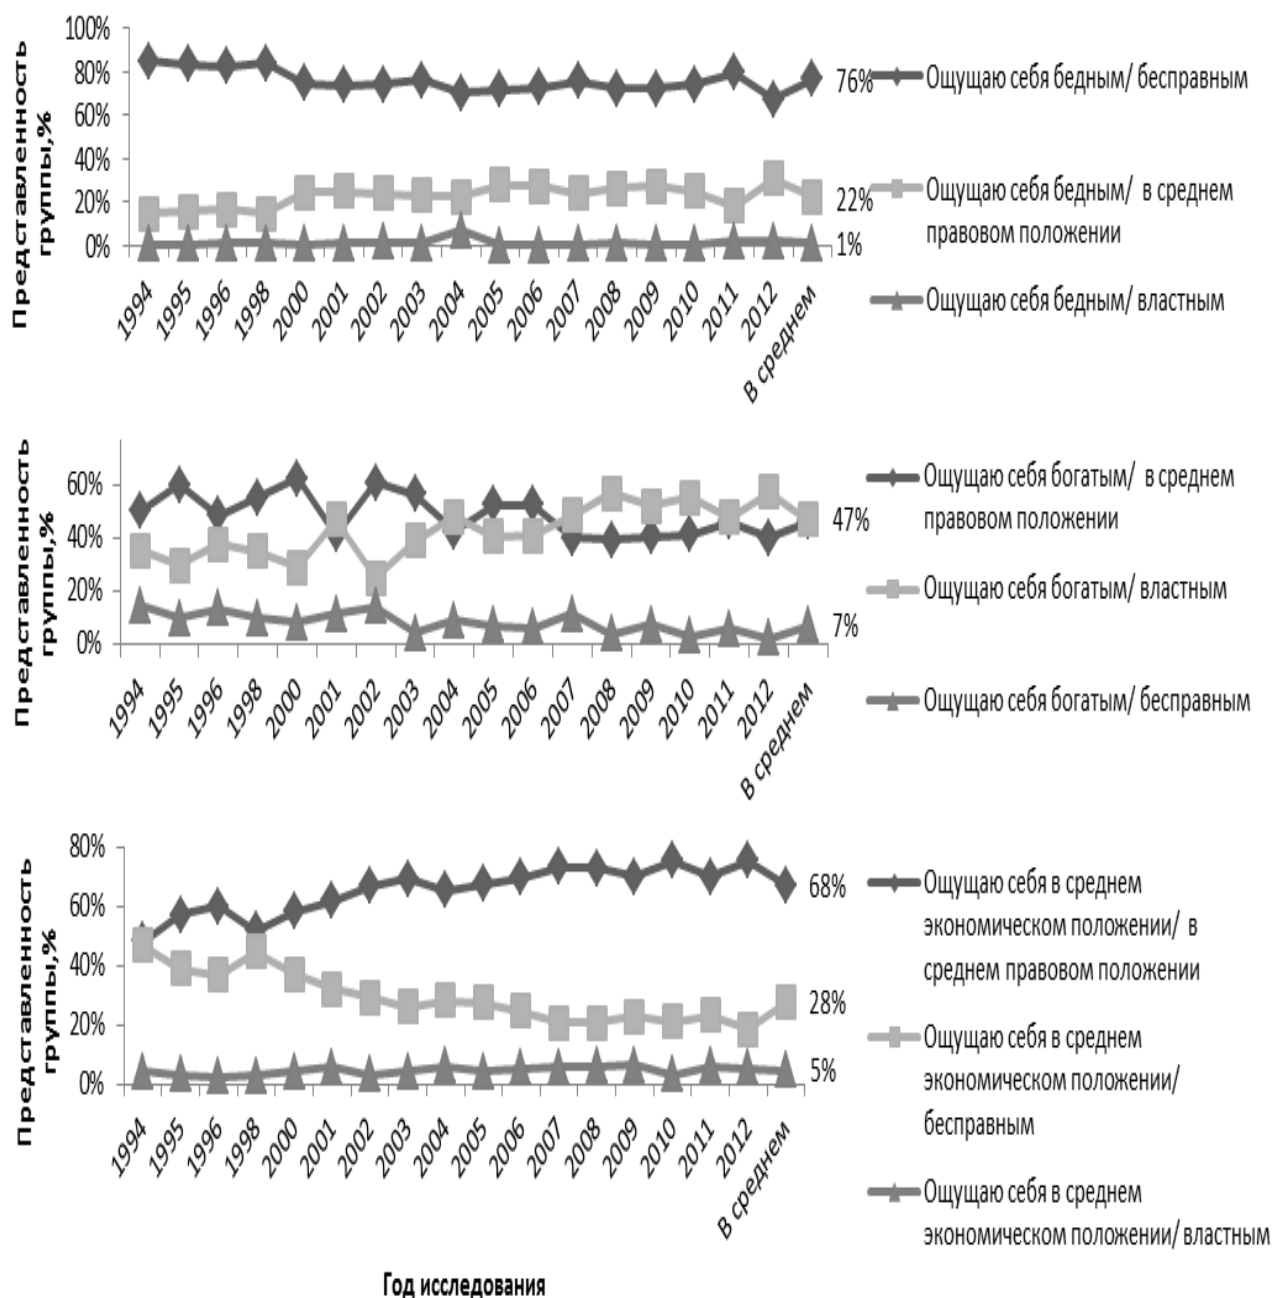 Представленность
группы,%
100%
80%
60%
40%
20%
0%
76%
22%
1%
1994
1995
1996
1998
2000
2001
2002
2003
2004
2005
2006
2007
2008
2009
2010
2011
2012
В среднем
Ощущаю себя бедным/ бесправным
Ощущаю себя бедным/ в среднем
правовом положении
Ощущаю себя бедным/ властным
Представленность
группы,%
60%
40%
20%
0%
47%
7%
1994
1995
1996
1998
2000
2001
2002
2003
2004
2005
2006
2007
2008
2009
2010
2011
2012
В среднем
Ощущаю себя богатым/ в среднем
правовом положении
Ощущаю себя богатым/ властным
Ощущаю себя богатым/ бесправным
Представленность
группы,%
80%
60%
40%
20%
0%
68%
28%
5%
1994
1995
1996
1998
2000
2001
2002
2003
2004
2005
2006
2007
2008
2009
2010
2011
2012
В среднем
Ощущаю себя в среднем
экономическом положении/ в
среднем правовом положении
Ощущаю себя в среднем
экономическом положении/
бесправным
Ощущаю себя в среднем
экономическом положении/ властным
Год исследования